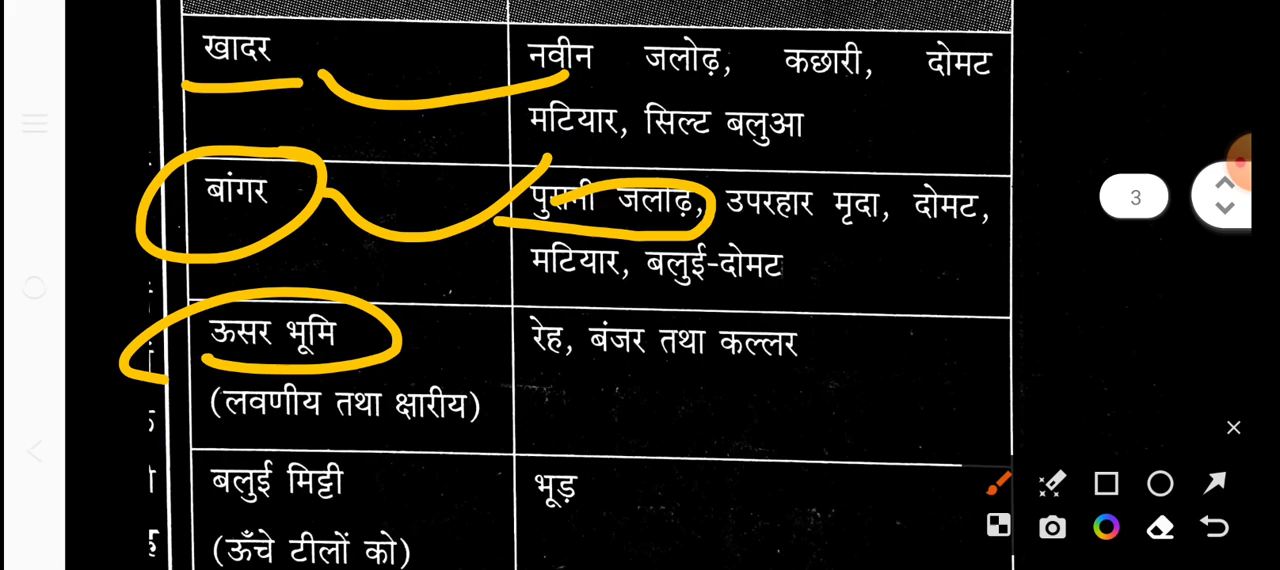 खादर
नवीन जलोढ़, कछारी, दोमट
मटियार, सिल्ट बलुआ
बांगर
पुरानी जलोढ़, उपरहार मृदा, दोमट,
मटियार, बलुई-दोमट
ऊसर भूमि
(लवणीय तथा क्षारीय)
रेह, बंजर तथा कल्लर
बलुई मिट्टी
(ऊँचे टीलों को)
भूड़
3